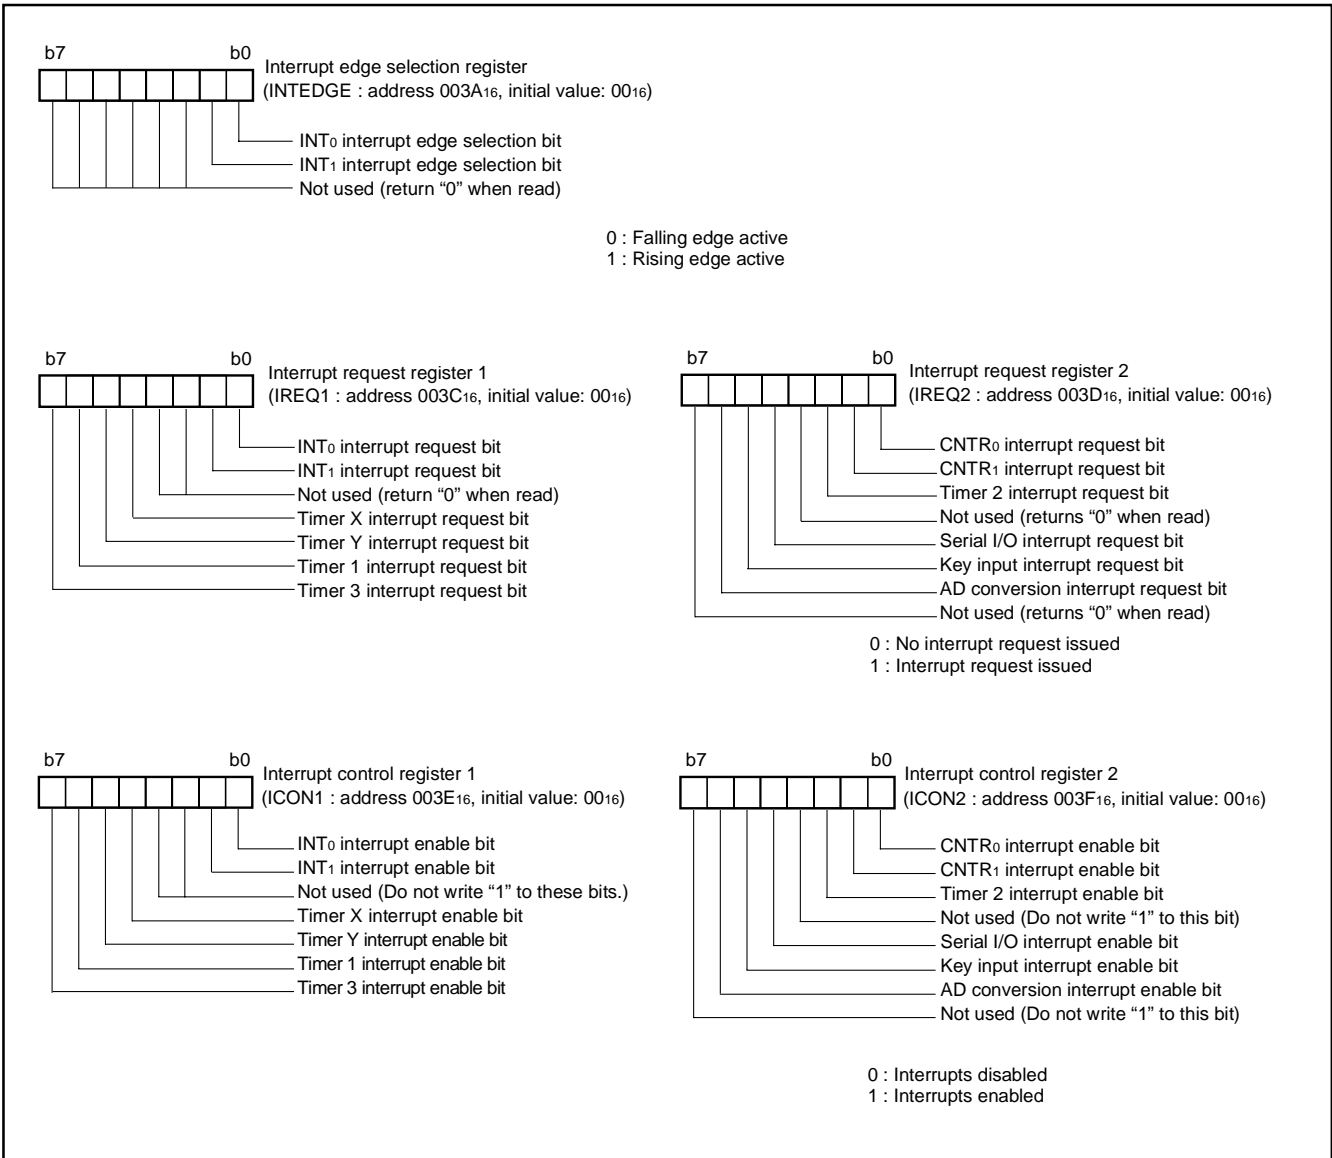 b7 b0
Interrupt edge selection register
(INTEDGE : address 003A16, initial value: 0016)
INT0 interrupt edge selection bit
INT1 interrupt edge selection bit
Not used (return “0” when read)
0 : Falling edge active
1 : Rising edge active
b7 b0
Interrupt request register 1
(IREQ1 : address 003C16, initial value: 0016)
INT0 interrupt request bit
INT1 interrupt request bit
Not used (return “0” when read)
Timer X interrupt request bit
Timer Y interrupt request bit
Timer 1 interrupt request bit
Timer 3 interrupt request bit
b7 b0
Interrupt request register 2
(IREQ2 : address 003D16, initial value: 0016)
CNTR0 interrupt request bit
CNTR1 interrupt request bit
Timer 2 interrupt request bit
Not used (returns “0” when read)
Serial I/O interrupt request bit
Key input interrupt request bit
AD conversion interrupt request bit
Not used (returns “0” when read)
0 : No interrupt request issued
1 : Interrupt request issued
b7 b0
Interrupt control register 1
(ICON1 : address 003E16, initial value: 0016)
INT0 interrupt enable bit
INT1 interrupt enable bit
Not used (Do not write “1” to these bits.)
Timer X interrupt enable bit
Timer Y interrupt enable bit
Timer 1 interrupt enable bit
Timer 3 interrupt enable bit
b7 b0
Interrupt control register 2
(ICON2 : address 003F16, initial value: 0016)
CNTR0 interrupt enable bit
CNTR1 interrupt enable bit
Timer 2 interrupt enable bit
Not used (Do not write “1” to this bit)
Serial I/O interrupt enable bit
Key input interrupt enable bit
AD conversion interrupt enable bit
Not used (Do not write “1” to this bit)
0 : Interrupts disabled
1 : Interrupts enabled